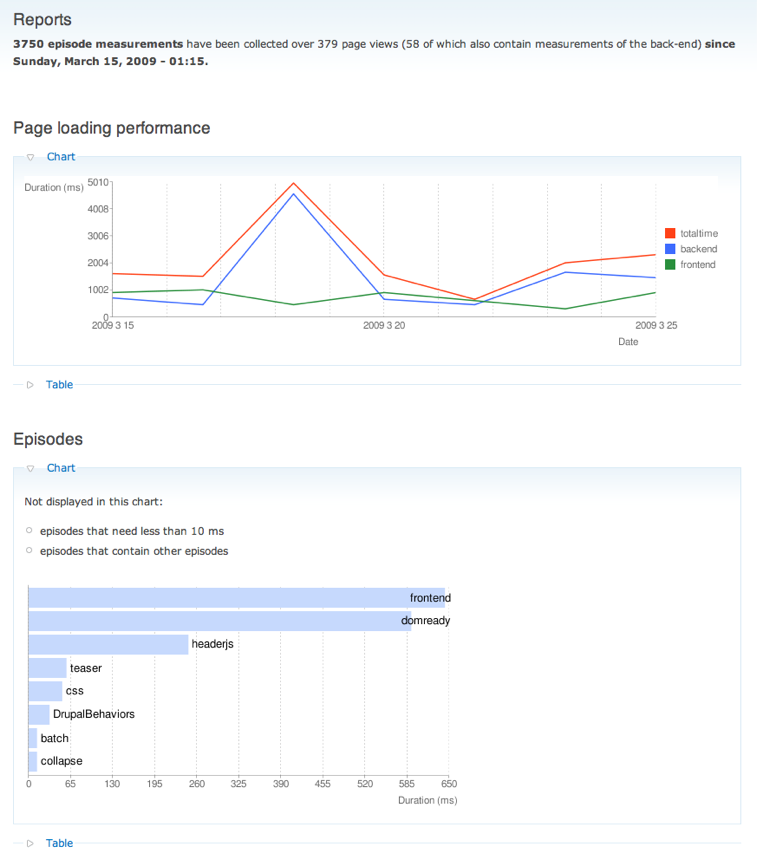 Reports
3750 episode measurements have been collected over 379 page views (58 of which also contain measurements of the back-end) since
Sunday, March 15, 2009 - 01:15.
Page loading performance
Chart
Duration (ms)
5010
4008
3006
2004
1002
0
totaltime
backend
frontend
2009 3 15
2009 3 20
2009 3 25
Date
Table
Episodes
Chart
Not displayed in this chart:
episodes that need less than 10 ms
episodes that contain other episodes
frontend
domready
headerjs
teaser
css
DrupalBehaviors
batch
collapse
0 65 130 195 260 325 390 455 520 585 650
Duration (ms)
Table